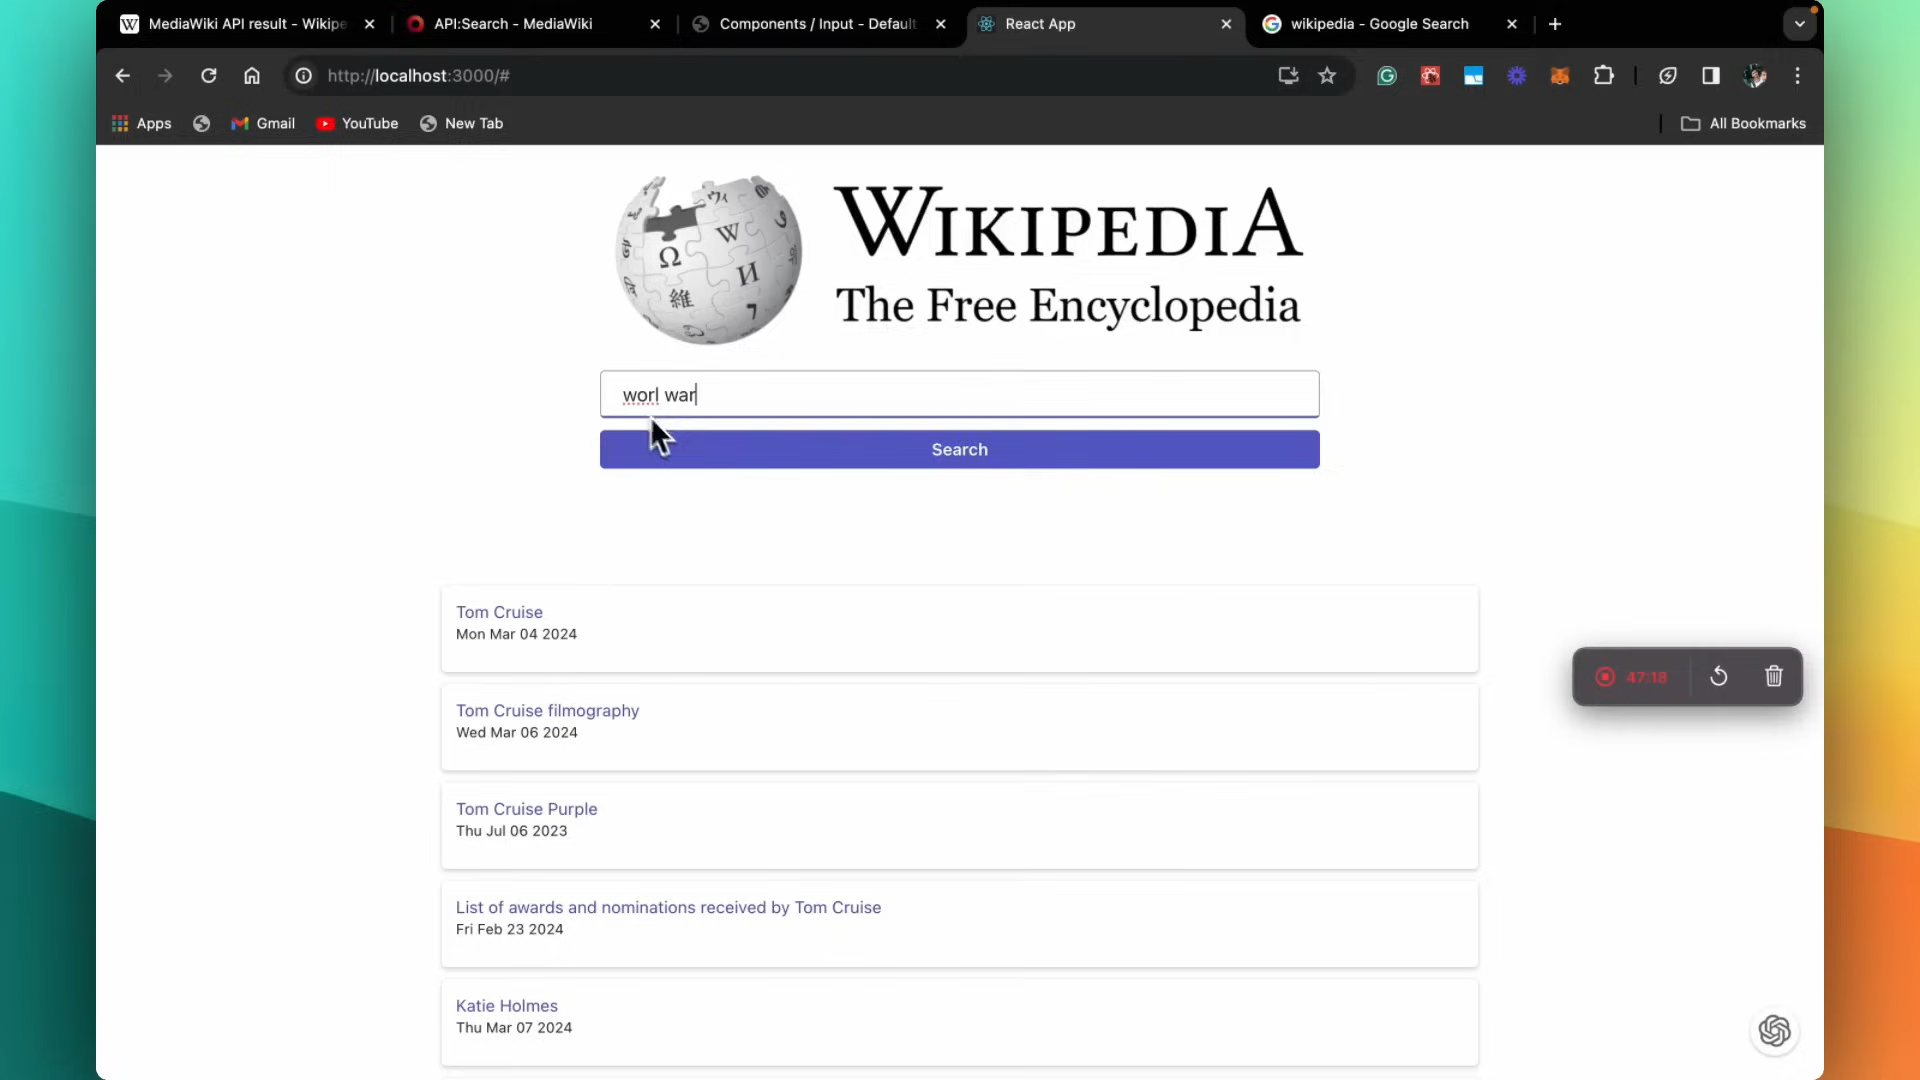 MediaWiki API result - Wikipe
API:Search - MediaWiki
Components / Input - Default
React App
wikipedia - Google Search
http://localhost:3000/#
Apps
Gmail
YouTube
New Tab
All Bookmarks
WIKIPEDIA
The Free Encyclopedia
worl war
Search
Tom Cruise
Mon Mar 04 2024
Tom Cruise filmography
Wed Mar 06 2024
47:18
Tom Cruise Purple
Thu Jul 06 2023
List of awards and nominations received by Tom Cruise
Fri Feb 23 2024
Katie Holmes
Thu Mar 07 2024